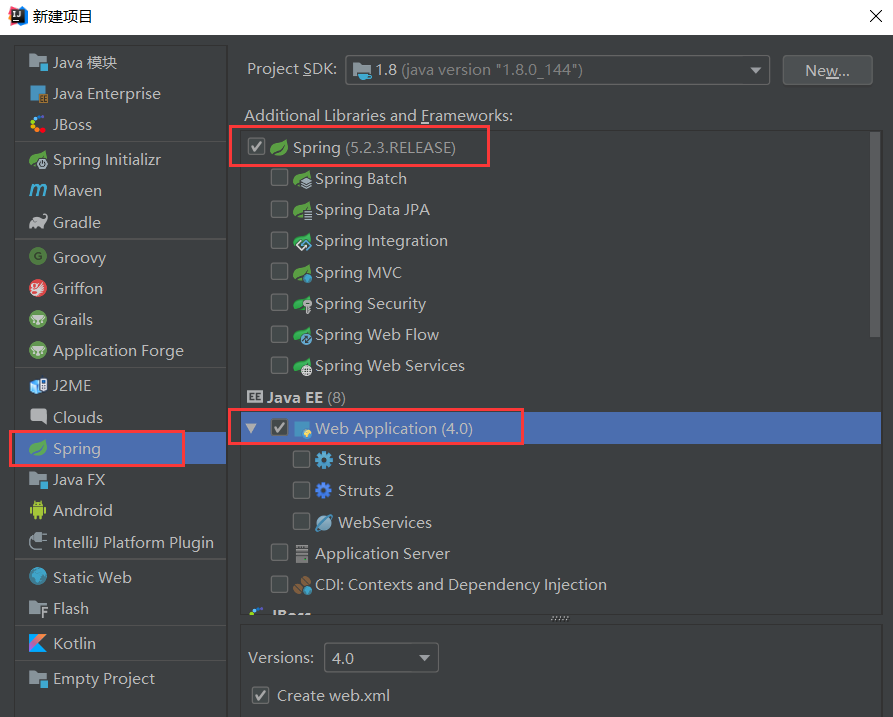 新建项目
Java 模块
Java Enterprise
JBoss
Spring Initializr
Maven
Gradle
Groovy
Griffon
Grails
Application Forge
J2ME
Clouds
Spring
Java FX
Android
IntelliJ Platform Plugin
Static Web
Flash
Kotlin
Empty Project
Project SDK: 1.8 (java version "1.8.0_144") New...
Additional Libraries and Frameworks:
Spring (5.2.3.RELEASE)
Spring Batch
Spring Data JPA
Spring Integration
Spring MVC
Spring Security
Spring Web Flow
Spring Web Services
Java EE (8)
Web Application (4.0)
Struts
Struts 2
WebServices
Application Server
CDI: Contexts and Dependency Injection
JBoss
Versions: 4.0
Create web.xml